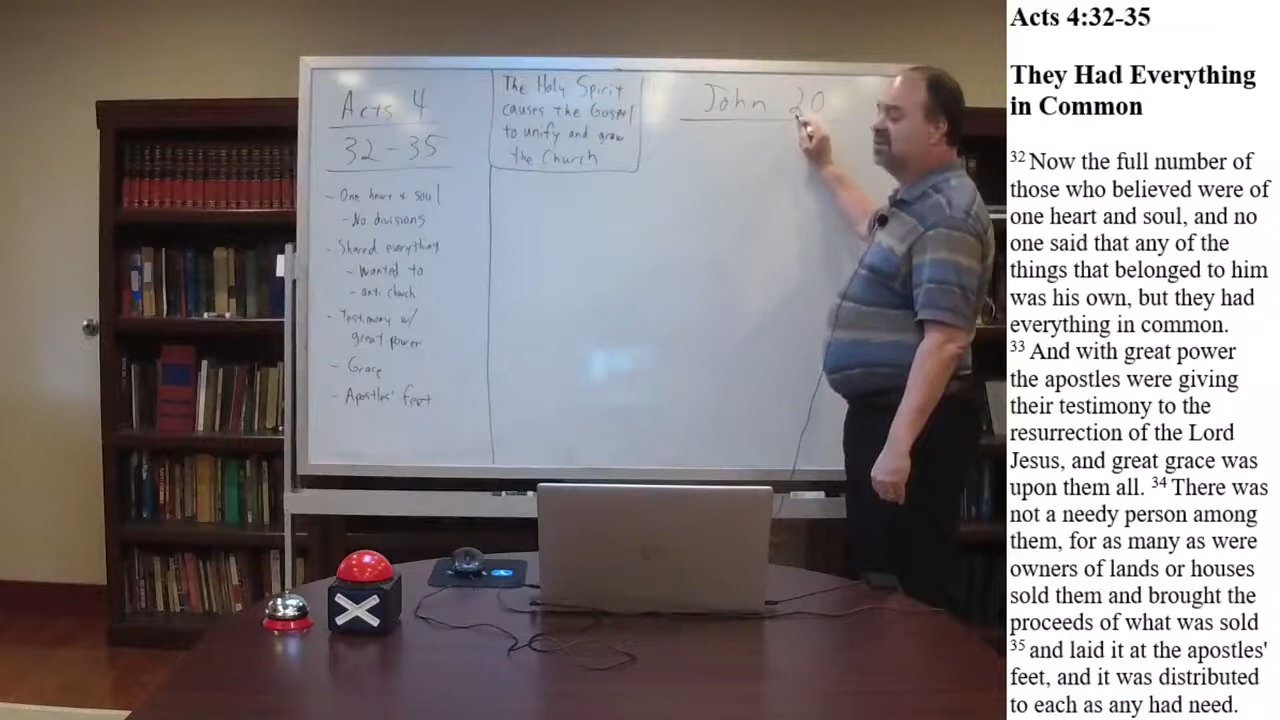 Acts 4
32-35
- One heart & soul
- No divisions
- Shared everything
- Wanted to
- anti church
- Testimony w/
great power
- Grace
- Apostles' feet
The Holy Spirit
causes the Gospel
to unify and grow
the Church
John 20
Acts 4:32-35
They Had Everything
in Common
32 Now the full number of
those who believed were of
one heart and soul, and no
one said that any of the
things that belonged to him
was his own, but they had
everything in common.
33 And with great power
the apostles were giving
their testimony to the
resurrection of the Lord
Jesus, and great grace was
upon them all. 34 There was
not a needy person among
them, for as many as were
owners of lands or houses
sold them and brought the
proceeds of what was sold
35 and laid it at the apostles'
feet, and it was distributed
to each as any had need.